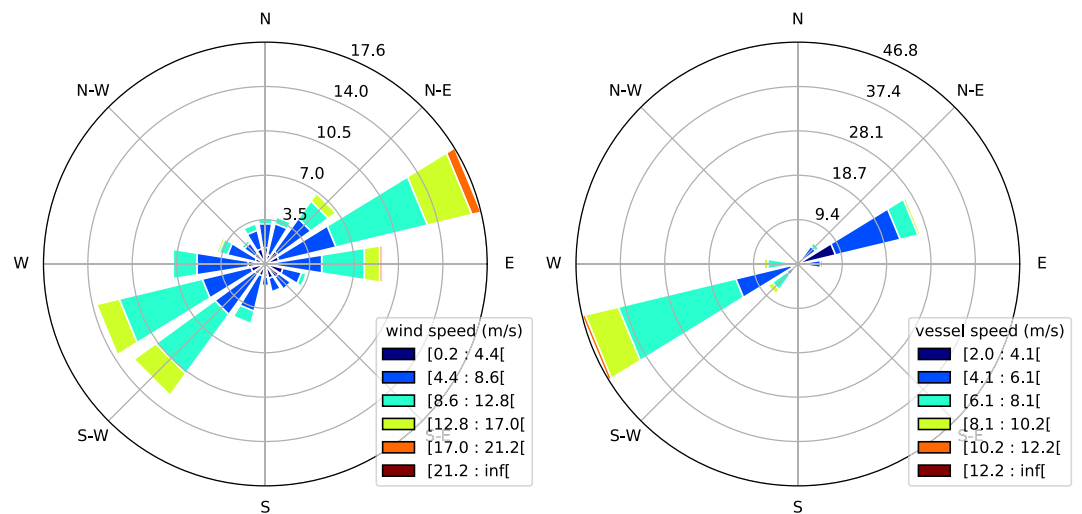 N
17.6
N-W
14.0
N-E
10.5
7.0
3.5
W
E
S-W
S-E
S
wind speed (m/s)
[0.2 : 4.4[
[4.4 : 8.6[
[8.6 : 12.8[
[12.8 : 17.0[
[17.0 : 21.2[
[21.2 : inf[
N
46.8
N-W
37.4
N-E
28.1
18.7
9.4
W
E
S-W
S-E
S
vessel speed (m/s)
[2.0 : 4.1[
[4.1 : 6.1[
[6.1 : 8.1[
[8.1 : 10.2[
[10.2 : 12.2[
[12.2 : inf[